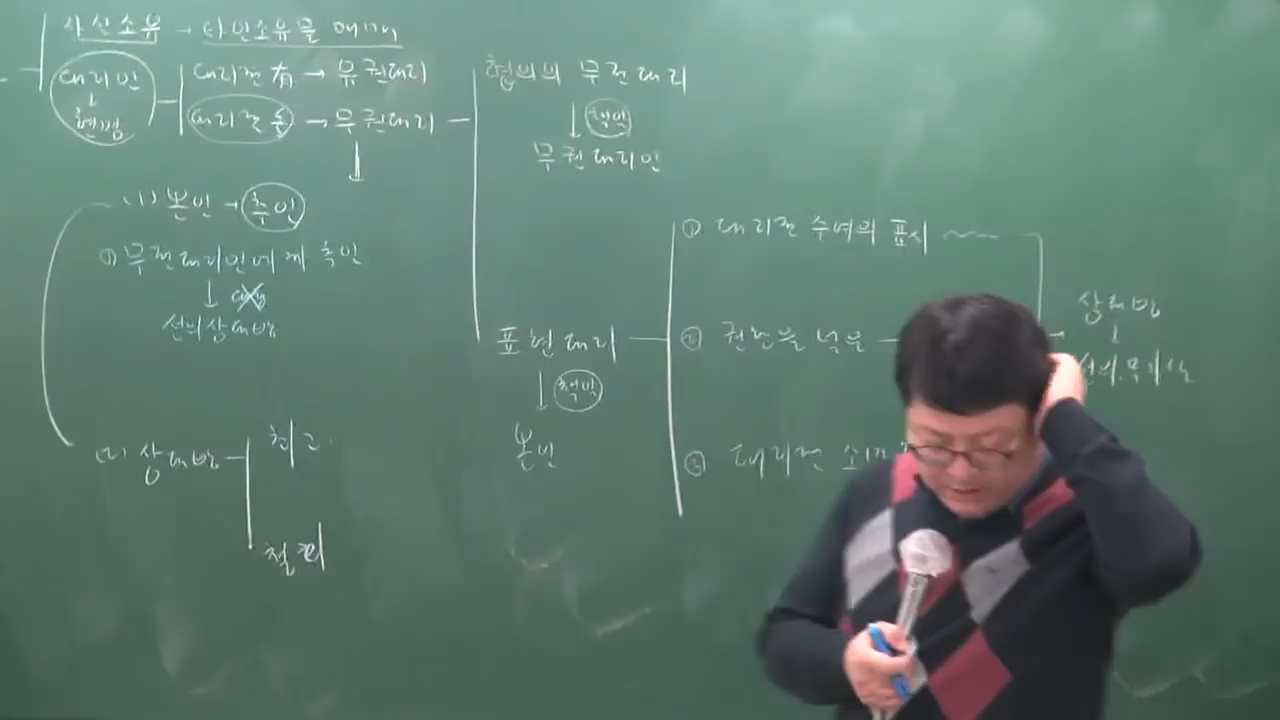 자신소유 → 타인소유물 매매
대리인
↓
현명
대리권 有 → 유권대리
대리권 無 → 무권대리
(1) 본인 → 추인
① 무권대리인에게 추인
선의 상대방
(2) 상대방
최고
철회
협의의 무권대리
↓ 책임
무권대리인
표현대리
↓ 책임
본인
① 대리권 수여의 표시
② 권한을 넘은
③ 대리권 소
상대방
↓
선의·무과실